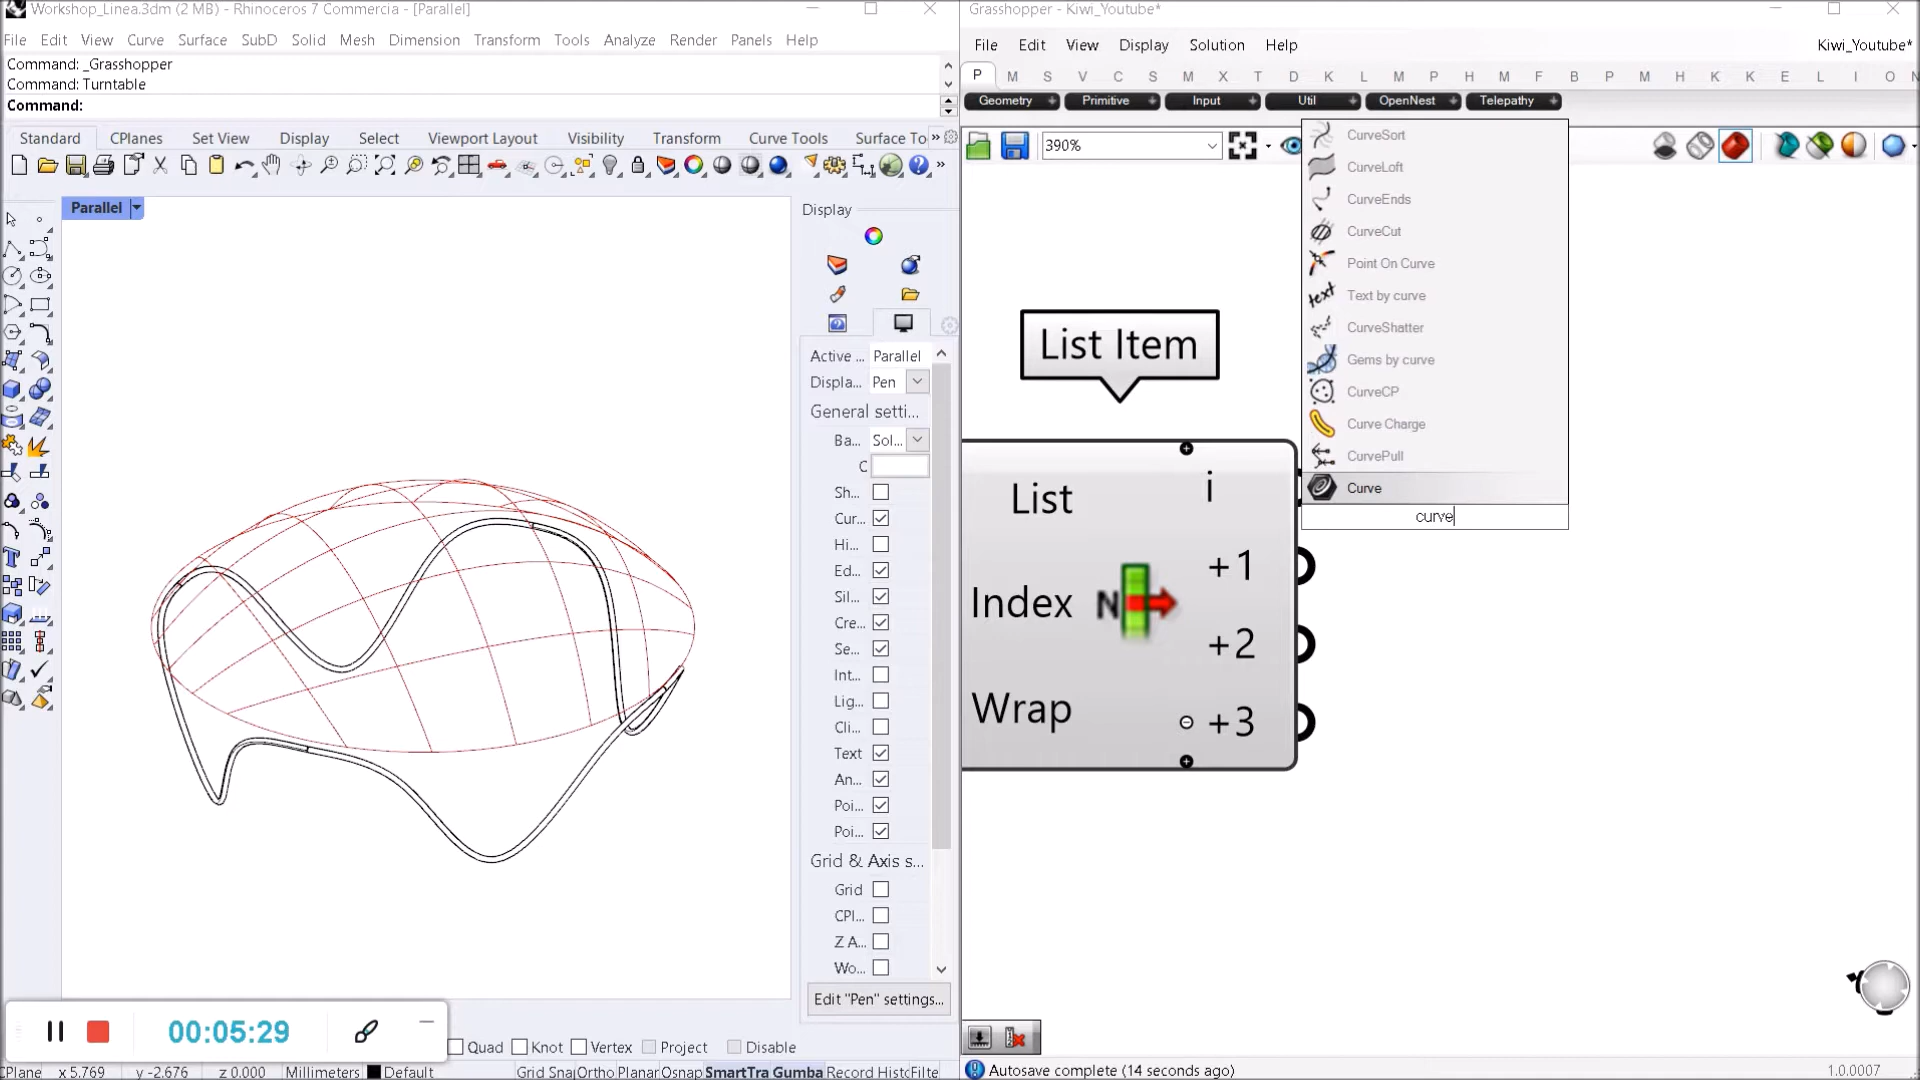 Workshop_Linea.3dm (2 MB) - Rhinoceros 7 Commercia - [Parallel]
File Edit View Curve Surface SubD Solid Mesh Dimension Transform Tools Analyze Render Panels Help
Command: _Grasshopper
Command: Turntable
Command:
Standard CPlanes Set View Display Select Viewport Layout Visibility Transform Curve Tools Surface To »
Parallel
Display
Active ... Parallel
Displa... Pen
General setti...
Ba... Sol...
C
Sh...
Cur...
Hi...
Ed...
Sil...
Cre...
Se...
Int...
Lig...
Cli...
Text
An...
Poi...
Poi...
Grid & Axis s...
Grid
CPl...
Z A...
Wo...
Edit "Pen" settings...
00:05:29
Quad Knot Vertex Project Disable
CPlane x 5.769 y -2.676 z 0.000 Millimeters Default Grid Snap Ortho Planar Osnap SmartTra Gumba Record Histo Filte
Grasshopper - Kiwi_Youtube*
File Edit View Display Solution Help Kiwi_Youtube*
P M S V C S M X T D K L M P H M F B P M H K K E L I O N
Geometry Primitive Input Util OpenNest Telepathy
390%
CurveSort
CurveLoft
CurveEnds
CurveCut
Point On Curve
Text by curve
CurveShatter
Gems by curve
CurveCP
Curve Charge
CurvePull
Curve
curve
List Item
List i
+1
Index N
+2
Wrap +3
Autosave complete (14 seconds ago) 1.0.0007